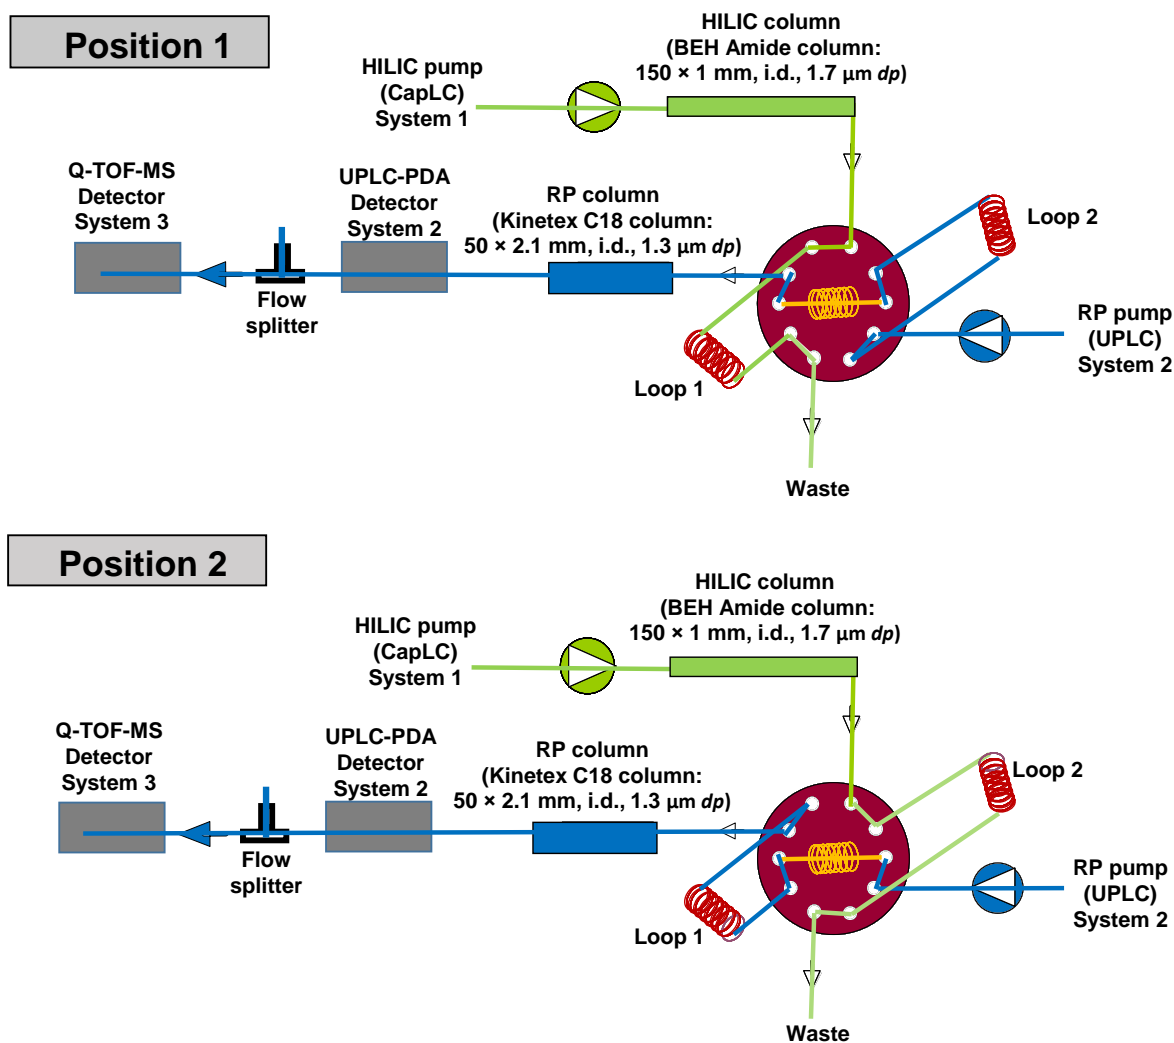 Position 1
HILIC column
(BEH Amide column:
150 × 1 mm, i.d., 1.7 µm dp)
HILIC pump
(CapLC)
System 1
Q-TOF-MS
Detector
System 3
UPLC-PDA
Detector
System 2
RP column
(Kinetex C18 column:
50 × 2.1 mm, i.d., 1.3 µm dp)
Loop 2
Flow
splitter
RP pump
(UPLC)
System 2
Loop 1
Waste
Position 2
HILIC column
(BEH Amide column:
150 × 1 mm, i.d., 1.7 µm dp)
HILIC pump
(CapLC)
System 1
Q-TOF-MS
Detector
System 3
UPLC-PDA
Detector
System 2
RP column
(Kinetex C18 column:
50 × 2.1 mm, i.d., 1.3 µm dp)
Loop 2
Flow
splitter
RP pump
(UPLC)
System 2
Loop 1
Waste